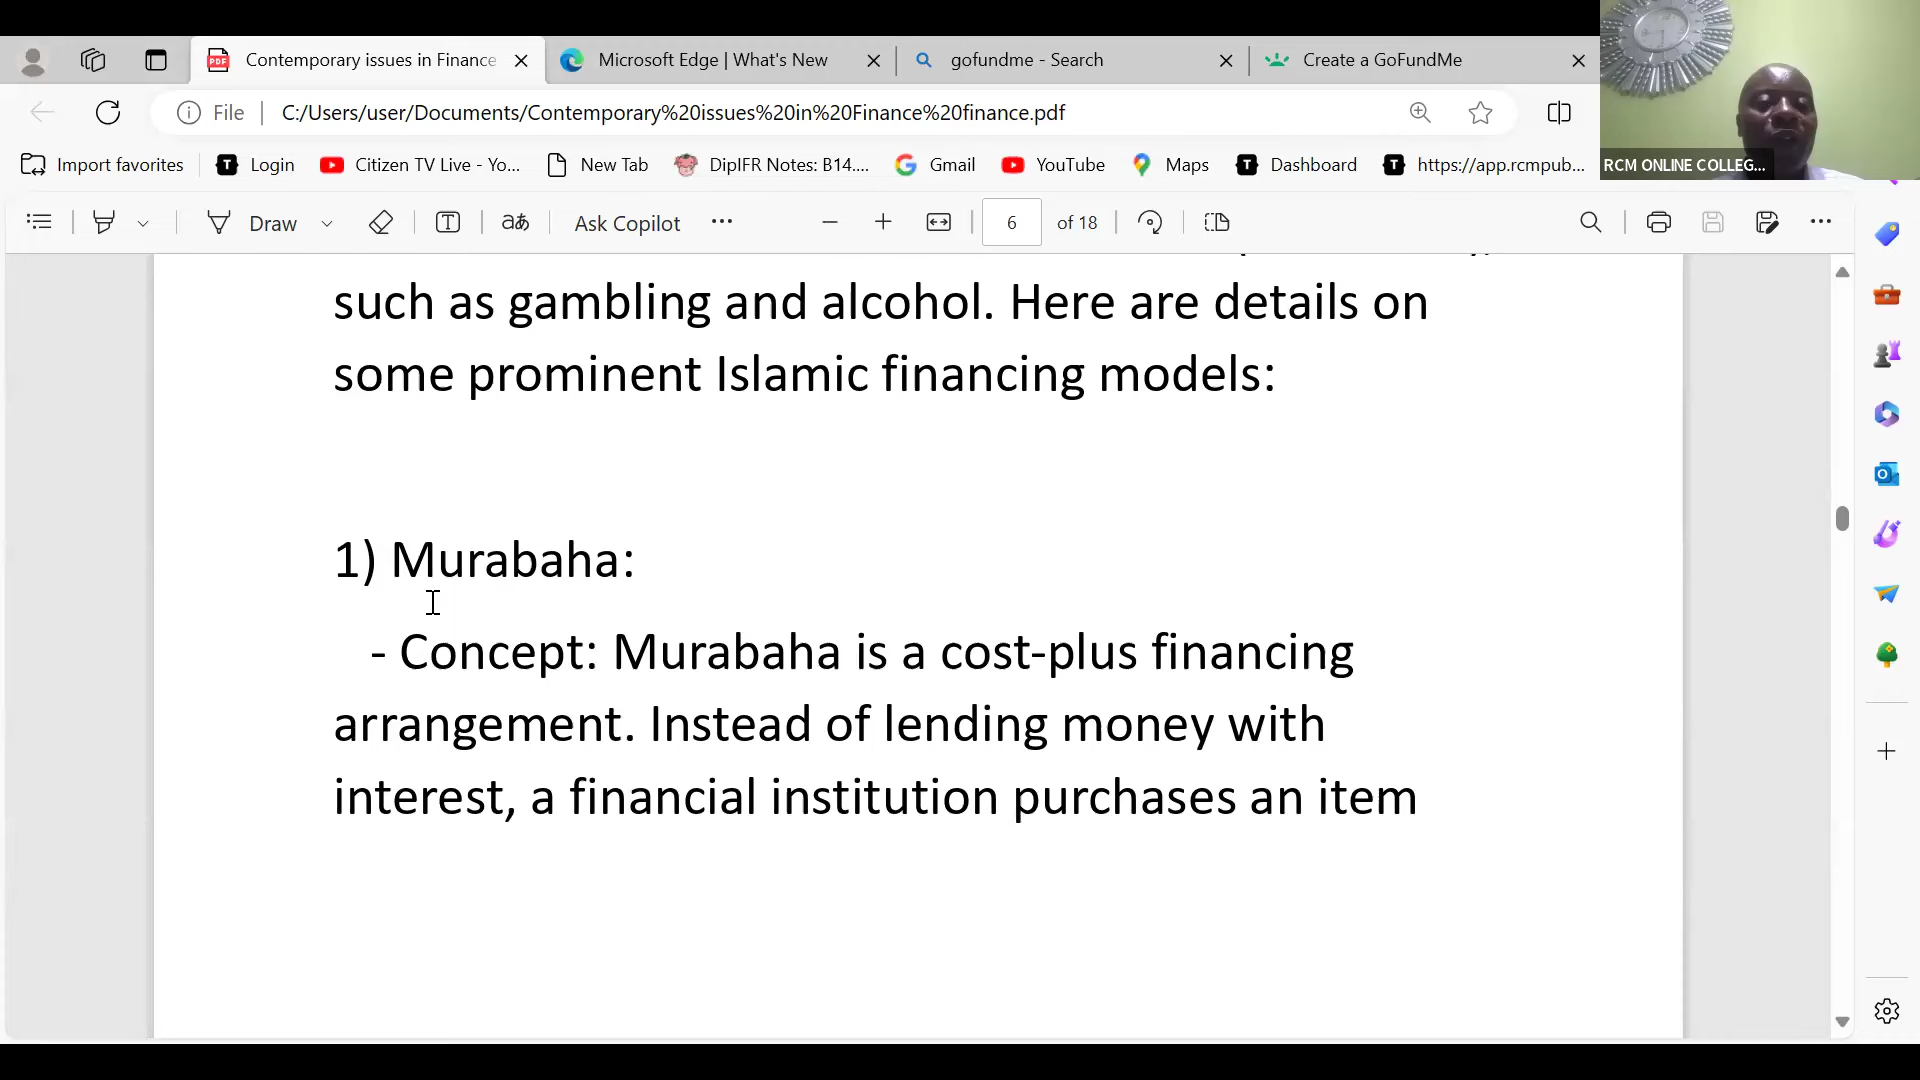 Contemporary issues in Finance
Microsoft Edge | What's New
gofundme - Search
Create a GoFundMe
File
C:/Users/user/Documents/Contemporary%20issues%20in%20Finance%20finance.pdf
Import favorites
Login
Citizen TV Live - Yo...
New Tab
DipIFR Notes: B14....
Gmail
YouTube
Maps
Dashboard
https://app.rcmpub...
RCM ONLINE COLLEG...
Draw
aあ
Ask Copilot
6
of 18
such as gambling and alcohol. Here are details on
some prominent Islamic financing models:
1) Murabaha:
- Concept: Murabaha is a cost-plus financing
arrangement. Instead of lending money with
interest, a financial institution purchases an item